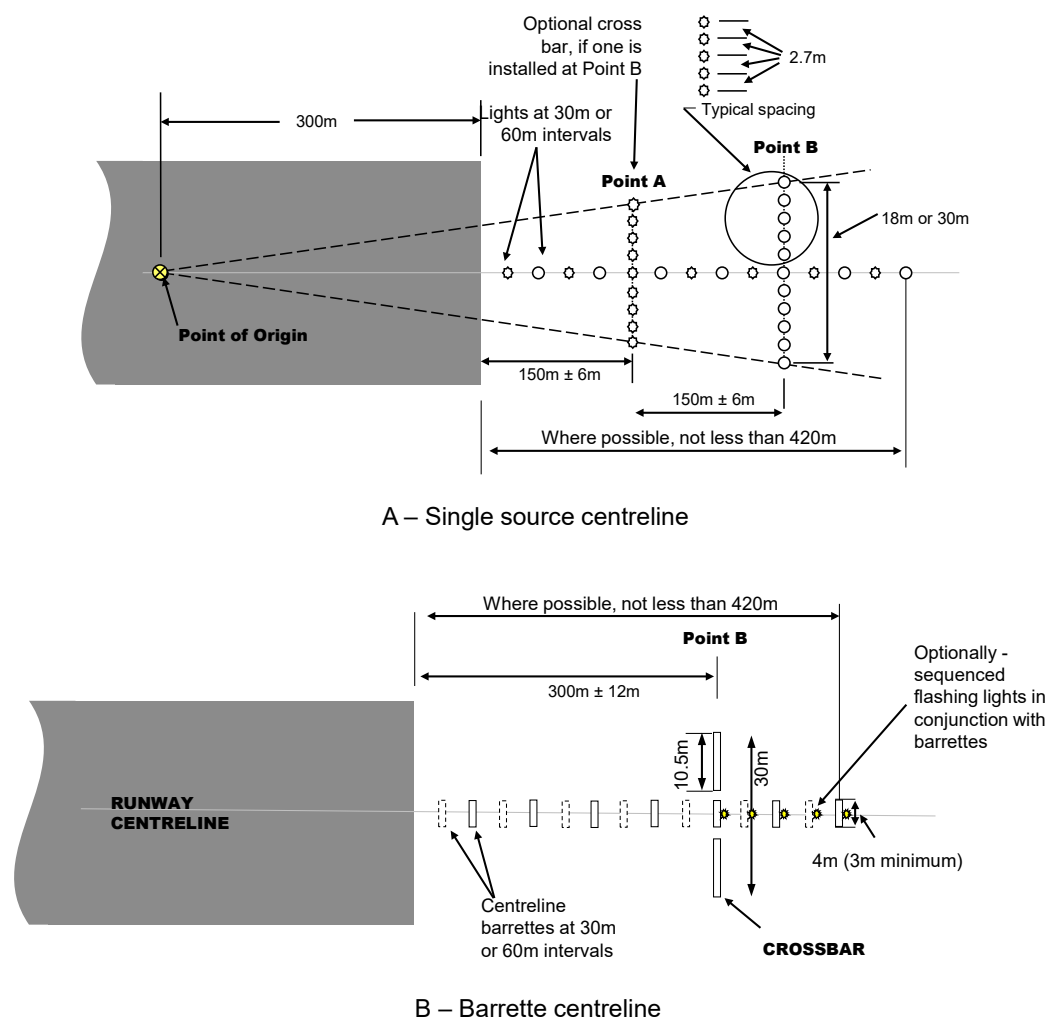 Optional cross
bar, if one is
installed at Point B
2.7m
Typical spacing
300m
Lights at 30m or
60m intervals
Point B
Point A
18m or 30m
Point of Origin
150m ± 6m
150m ± 6m
Where possible, not less than 420m
A – Single source centreline
Where possible, not less than 420m
Point B
300m ± 12m
Optionally -
sequenced
flashing lights in
conjunction with
barrettes
10.5m
30m
RUNWAY
CENTRELINE
4m (3m minimum)
Centreline
barrettes at 30m
or 60m intervals
CROSSBAR
B – Barrette centreline